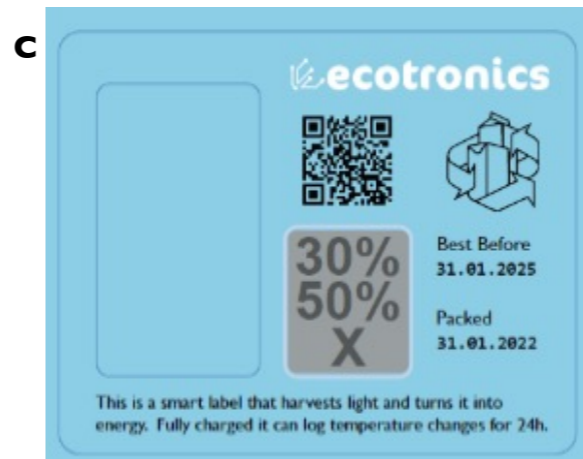 c
ecotronics
30%
50%
X
Best Before
31.01.2025
Packed
31.01.2022
This is a smart label that harvests light and turns it into
energy. Fully charged it can log temperature changes for 24h.